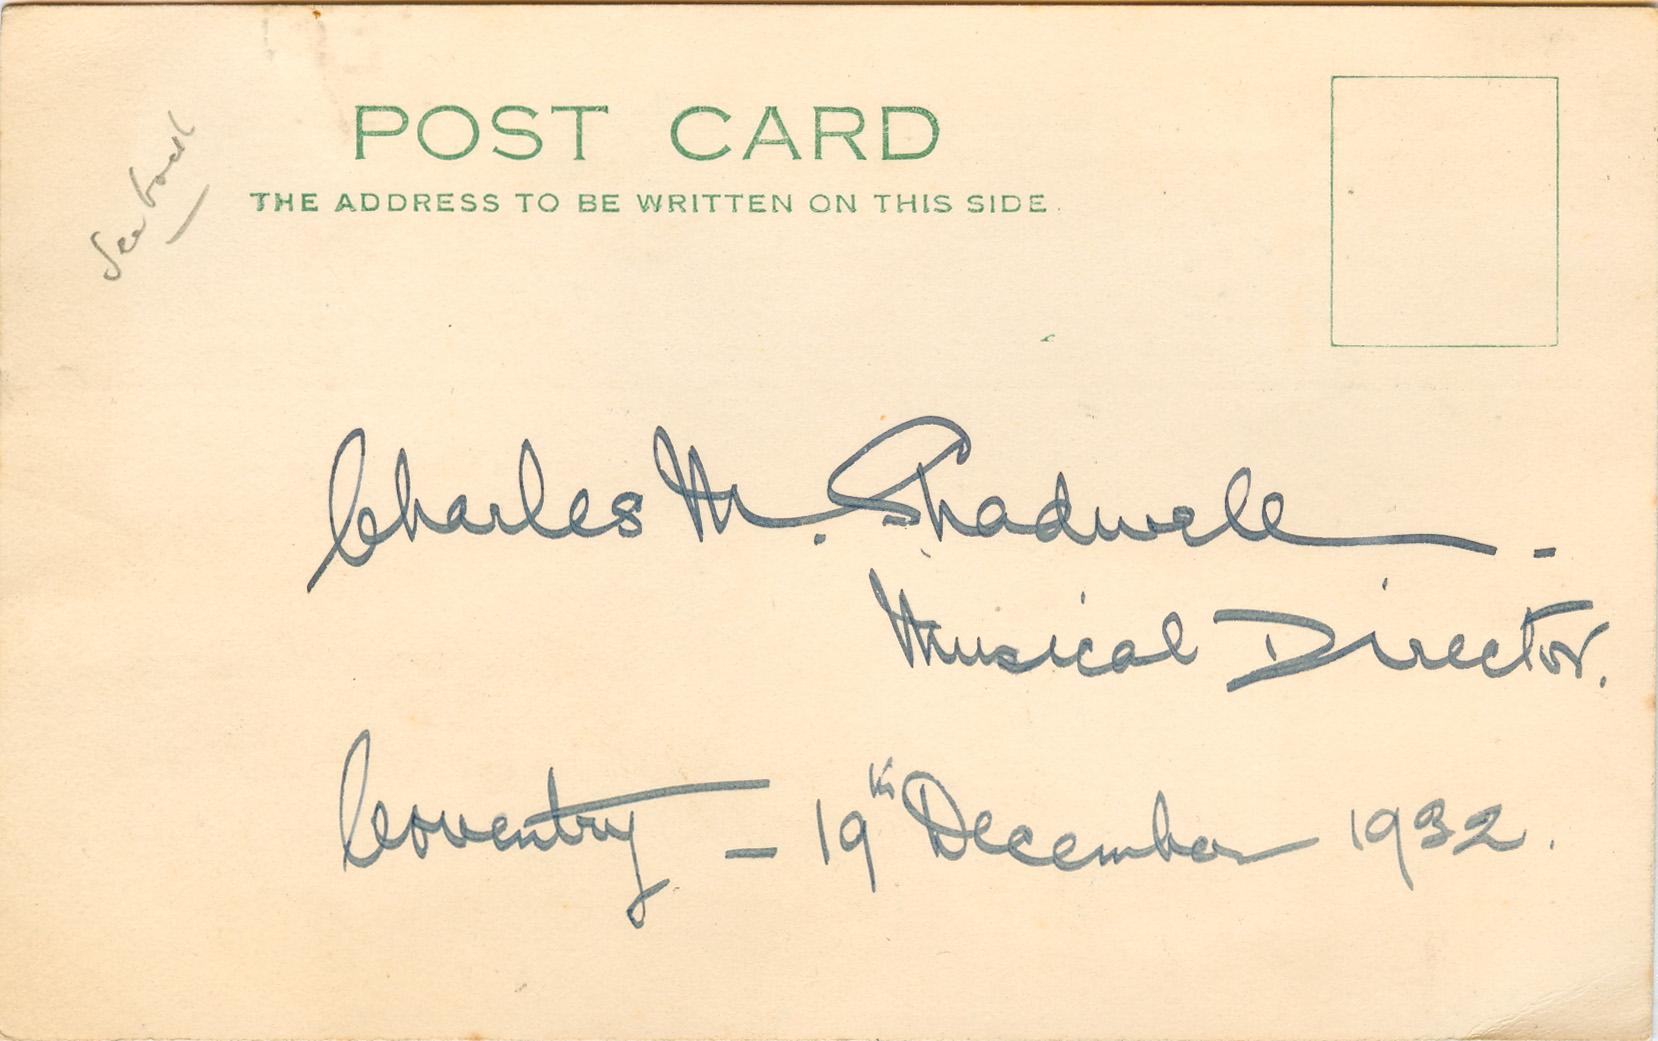 POST CARD
THE ADDRESS TO BE WRITTEN ON THIS SIDE.
See back
Charles M. Shadwell -
Musical Director.
Coventry - 19th December 1932.